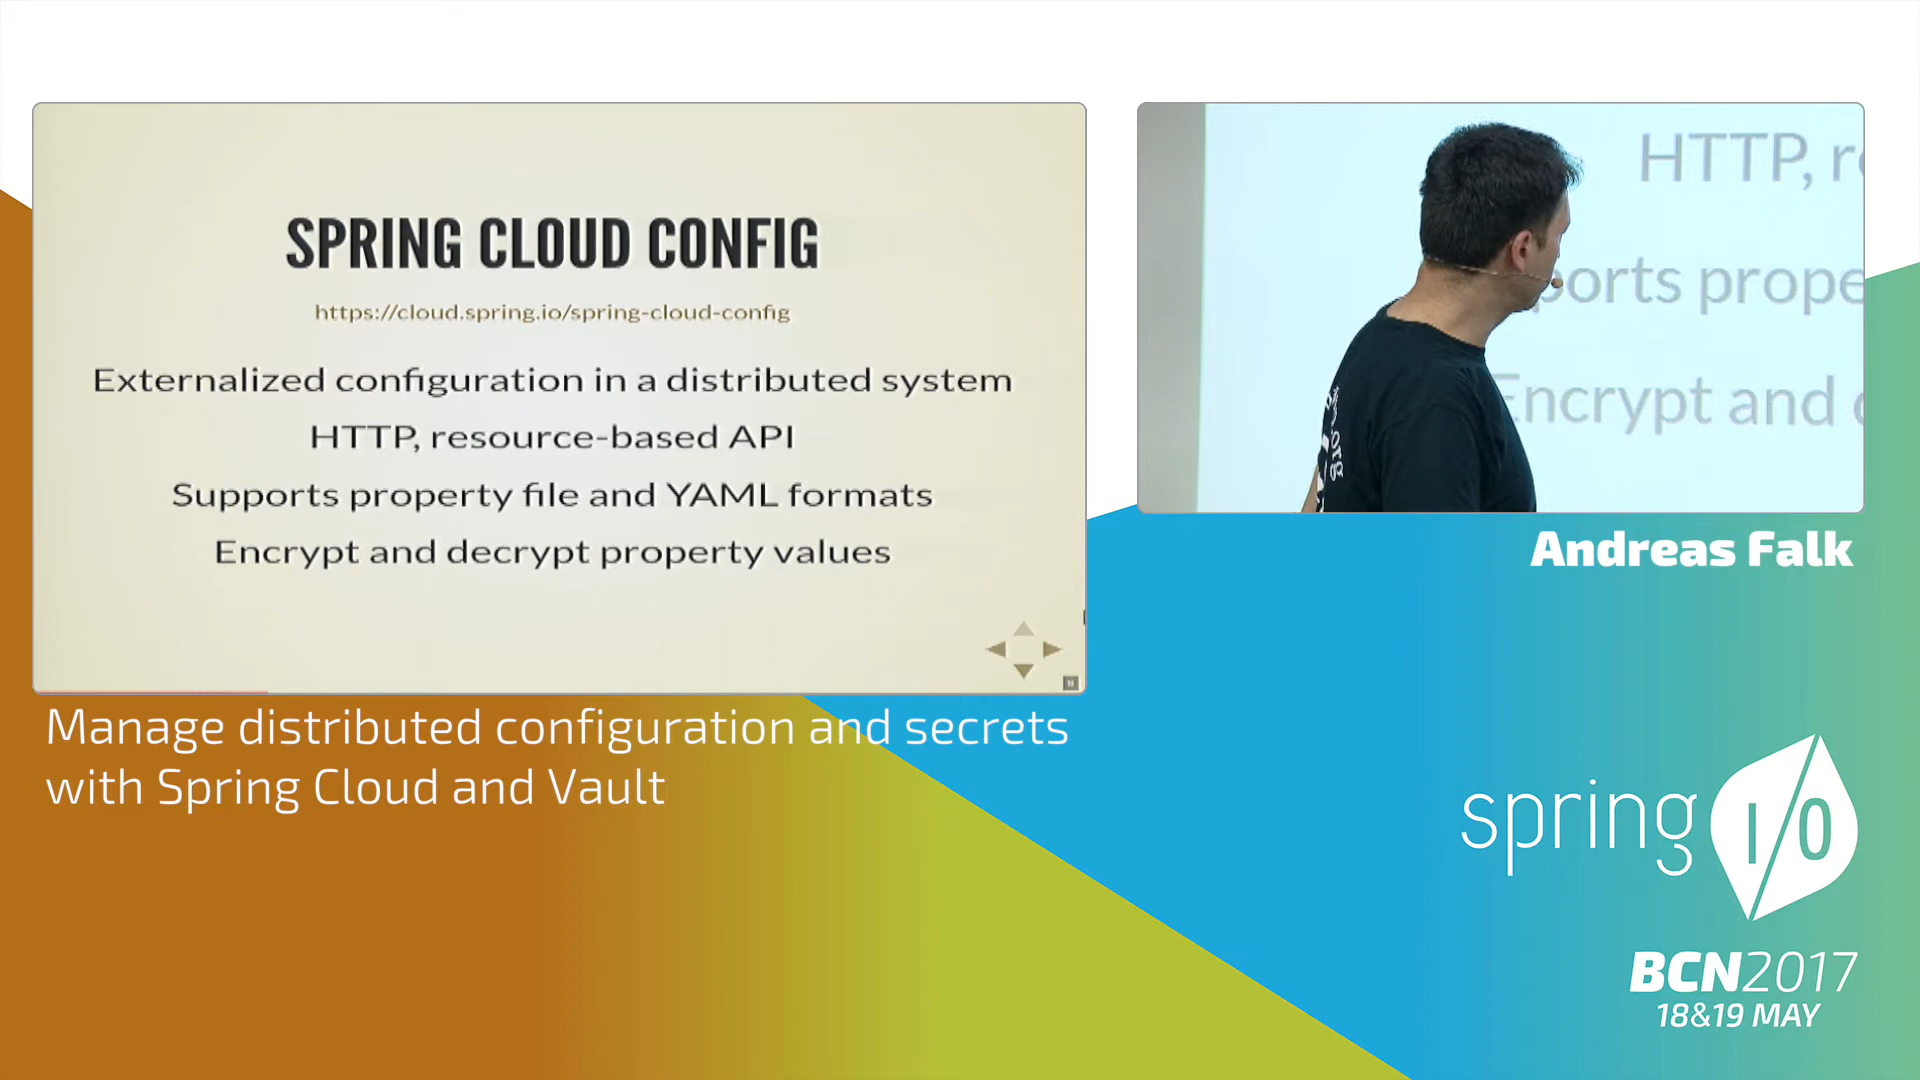 SPRING CLOUD CONFIG
https://cloud.spring.io/spring-cloud-config
Externalized configuration in a distributed system
HTTP, resource-based API
Supports property file and YAML formats
Encrypt and decrypt property values
HTTP, r
ports prope
Encrypt and
.org
Andreas Falk
Manage distributed configuration and secrets
with Spring Cloud and Vault
spring I/O
BCN2017
18&19 MAY